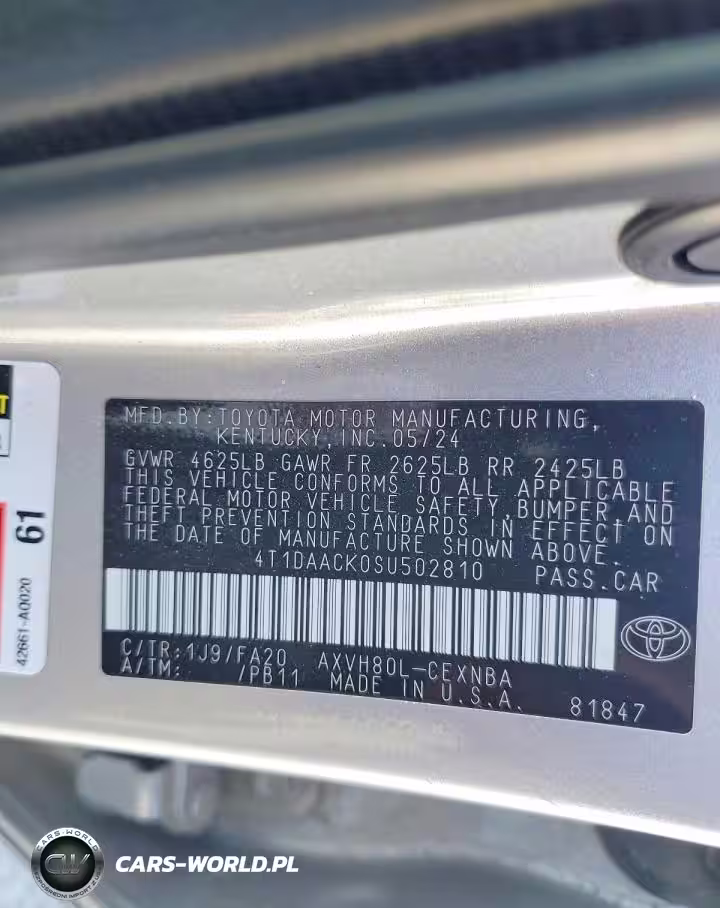 MFD.BY:TOYOTA MOTOR MANUFACTURING,
KENTUCKY,INC.05/24
GVWR 4625LB GAWR FR 2625LB RR 2425LB
THIS VEHICLE CONFORMS TO ALL APPLICABLE
FEDERAL MOTOR VEHICLE SAFETY,BUMPER,AND
THEFT PREVENTION STANDARDS IN EFFECT ON
THE DATE OF MANUFACTURE SHOWN ABOVE.
4T1DAACK0SU502810 PASS.CAR
C/TR:1J9/FA20 AXVH80L-CEXNBA
A/TM: /PB11 MADE IN U.S.A. 81847
61
42661-A0020
CARS-WORLD
CW
CARS-WORLD.PL